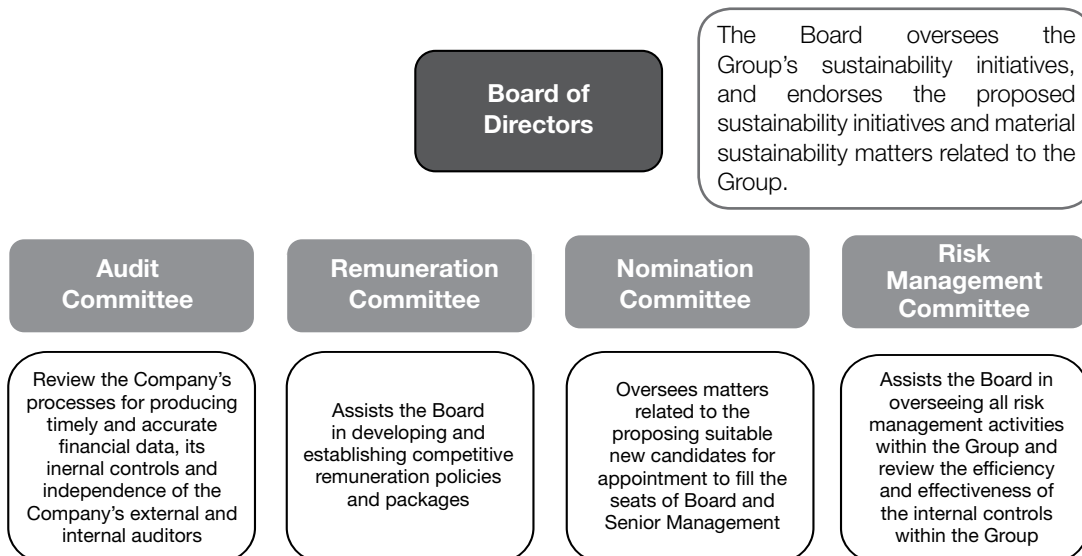 Board of
Directors
The Board oversees the
Group’s sustainability initiatives,
and endorses the proposed
sustainability initiatives and material
sustainability matters related to the
Group.
Audit
Committee
Remuneration
Committee
Nomination
Committee
Risk
Management
Committee
Review the Company’s
processes for producing
timely and accurate
financial data, its
inernal controls and
independence of the
Company’s external and
internal auditors
Assists the Board
in developing and
establishing competitive
remuneration policies
and packages
Oversees matters
related to the
proposing suitable
new candidates for
appointment to fill the
seats of Board and
Senior Management
Assists the Board in
overseeing all risk
management activities
within the Group and
review the efficiency
and effectiveness of
the internal controls
within the Group